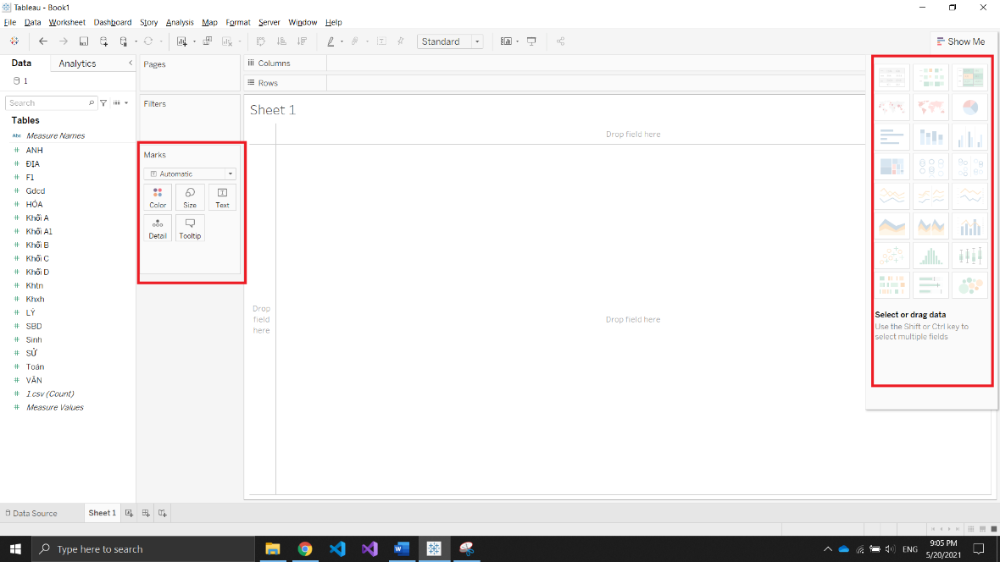 Tableau - Book1
File Data Worksheet Dashboard Story Analysis Map Format Server Window Help
Standard
Show Me
Data
Analytics
1
Search
Tables
Abc Measure Names
ANH
ĐỊA
F1
Gdcd
HÓA
Khối A
Khối A1
Khối B
Khối C
Khối D
Khtn
Khxh
LÝ
SBD
Sinh
SỬ
Toán
VĂN
1.csv (Count)
Measure Values
Pages
Filters
Marks
Automatic
Color Size Text
Detail Tooltip
Columns
Rows
Sheet 1
Drop field here
Drop
field
here
Drop field here
Select or drag data
Use the Shift or Ctrl key to
select multiple fields
Data Source
Sheet 1
Type here to search
ENG
9:05 PM
5/20/2021